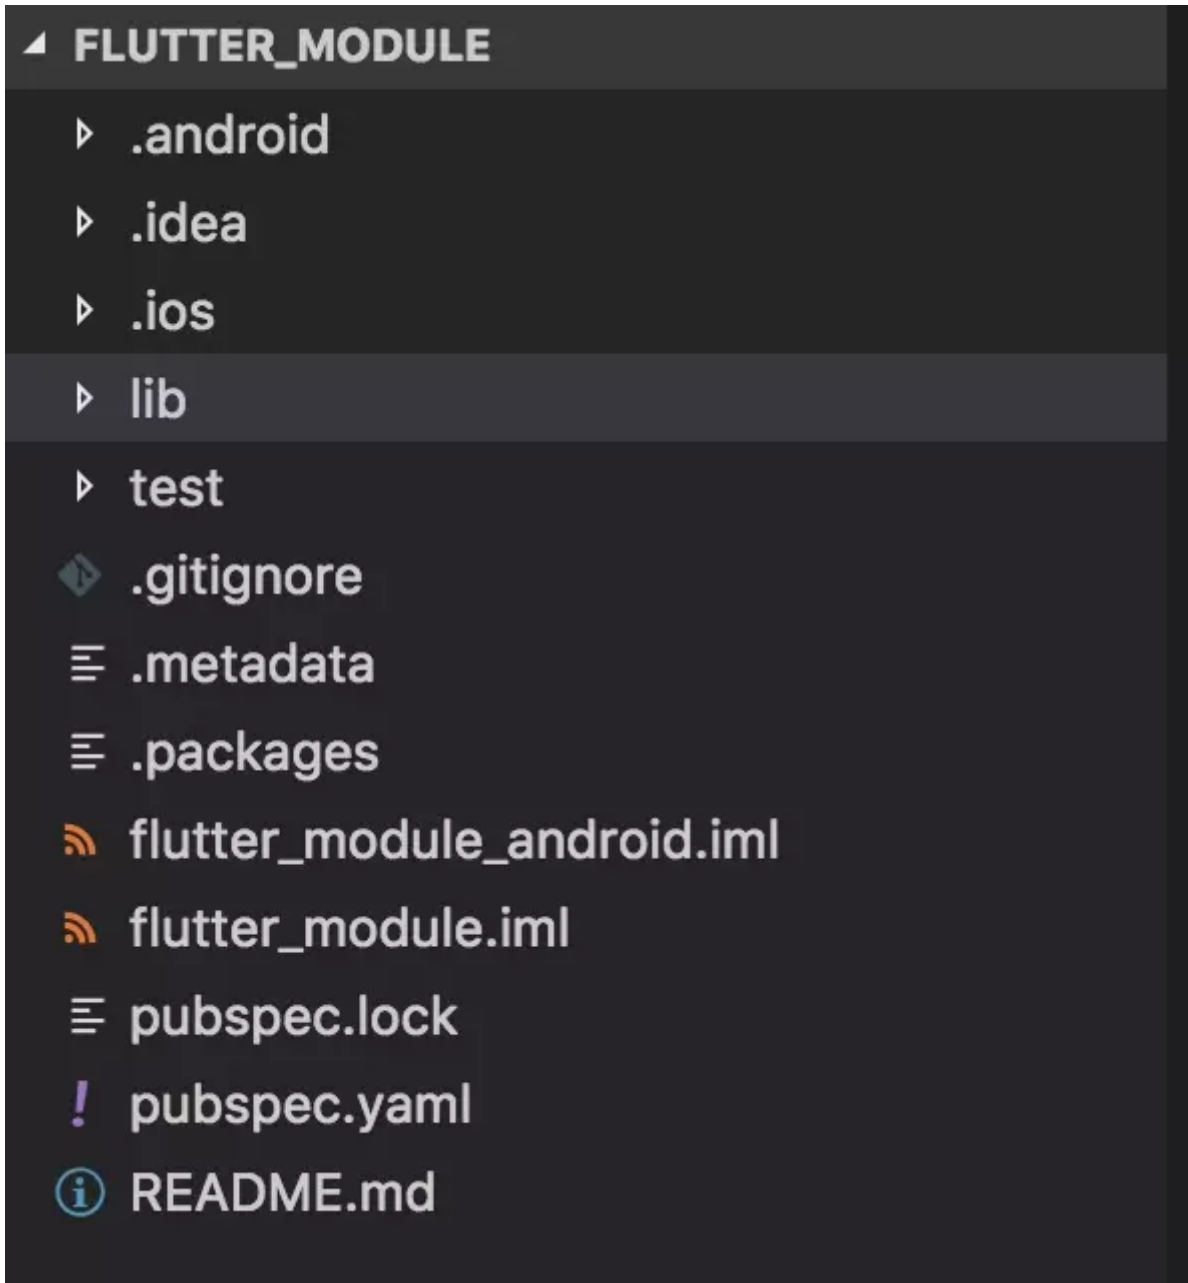 FLUTTER_MODULE
.android
.idea
.ios
lib
test
.gitignore
.metadata
.packages
flutter_module_android.iml
flutter_module.iml
pubspec.lock
pubspec.yaml
README.md